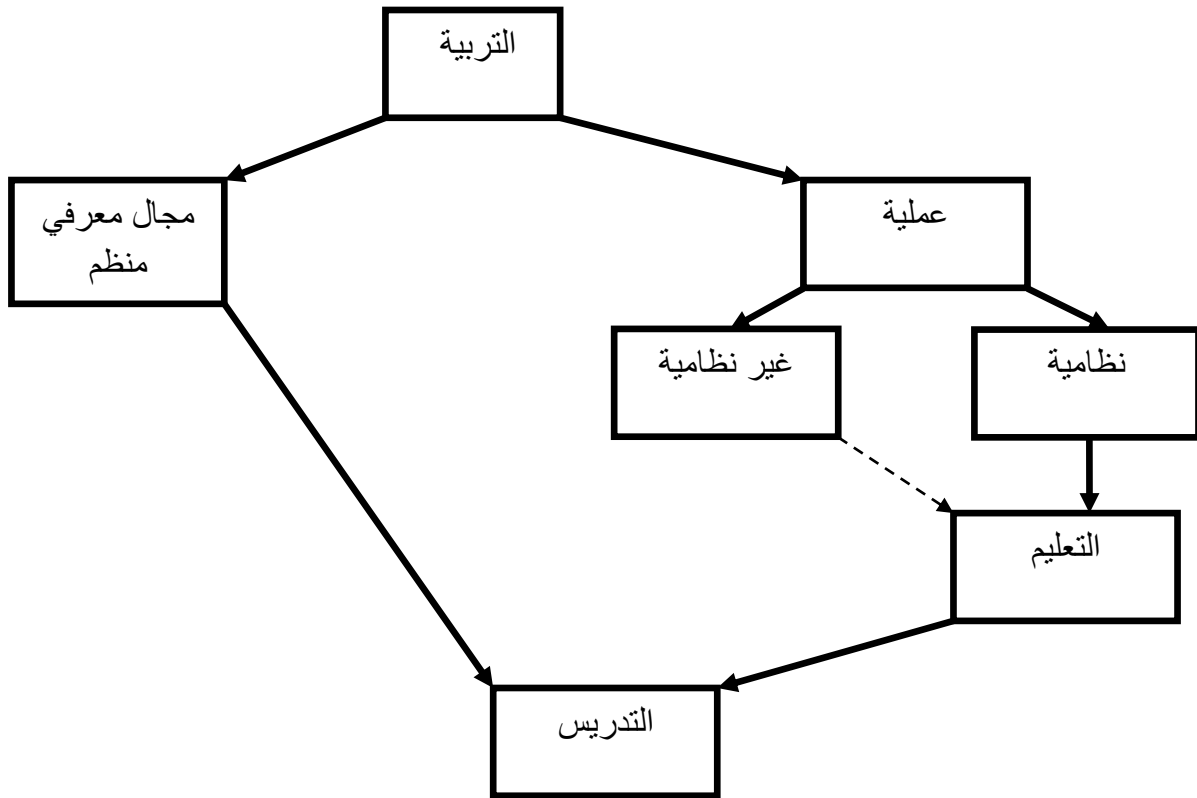 التربية
عملية
مجال معرفي
منظم
نظامية
غير نظامية
التعليم
التدريس